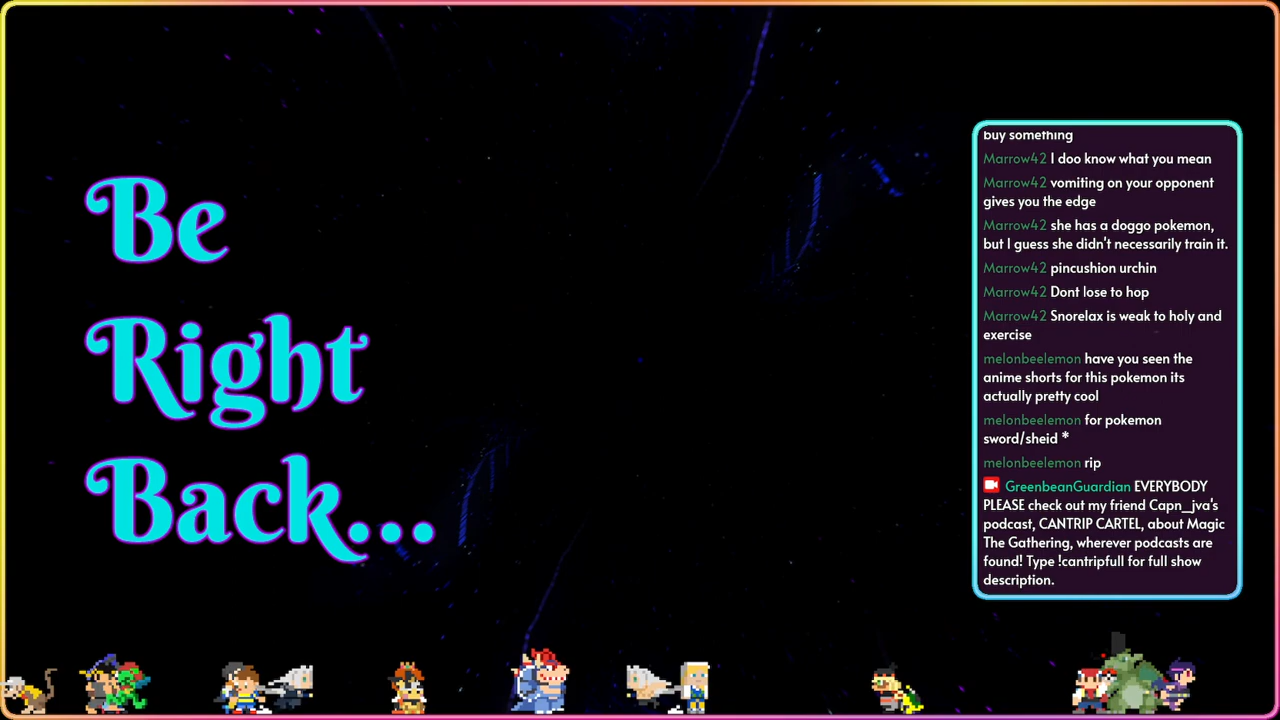 Be
Right
Back...
buy something
Marrow42 I doo know what you mean
Marrow42 vomiting on your opponent
gives you the edge
Marrow42 she has a doggo pokemon,
but I guess she didn't necessarily train it.
Marrow42 pincushion urchin
Marrow42 Dont lose to hop
Marrow42 Snorelax is weak to holy and
exercise
melonbeelemon have you seen the
anime shorts for this pokemon its
actually pretty cool
melonbeelemon for pokemon
sword/sheid *
melonbeelemon rip
GreenbeanGuardian EVERYBODY
PLEASE check out my friend Capn_jva's
podcast, CANTRIP CARTEL, about Magic
The Gathering, wherever podcasts are
found! Type !cantripfull for full show
description.